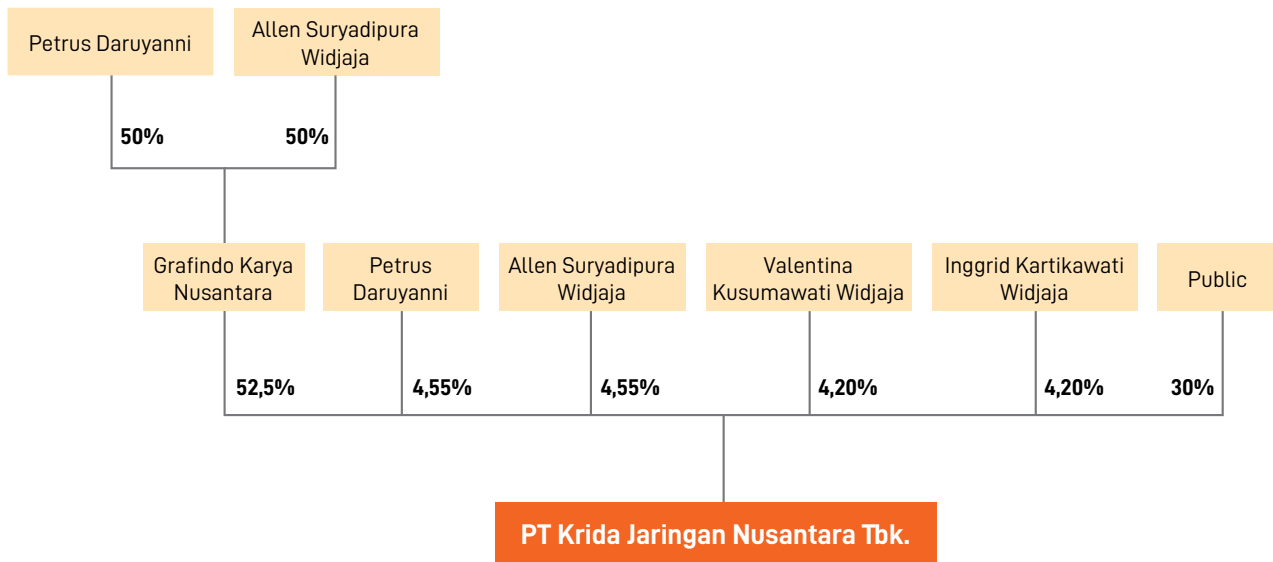 Petrus Daruyanni
Allen Suryadipura
Widjaja
50%
50%
Grafindo Karya
Nusantara
Petrus
Daruyanni
Allen Suryadipura
Widjaja
Valentina
Kusumawati Widjaja
Inggrid Kartikawati
Widjaja
Public
52,5%
4,55%
4,55%
4,20%
4,20%
30%
PT Krida Jaringan Nusantara Tbk.